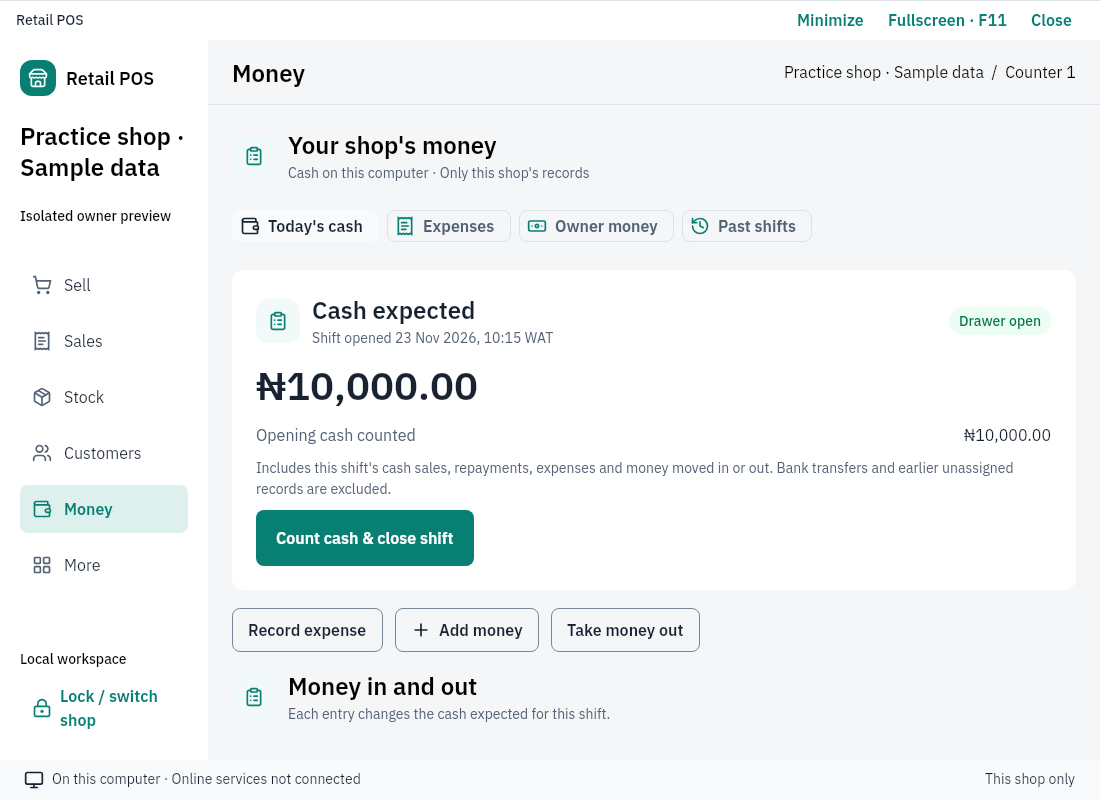 Retail POS
Minimize
Fullscreen · F11
Close
Retail POS
Practice shop ·
Sample data
Isolated owner preview
Sell
Sales
Stock
Customers
Money
More
Local workspace
Lock / switch
shop
Money
Practice shop · Sample data / Counter 1
Your shop's money
Cash on this computer · Only this shop's records
Today's cash
Expenses
Owner money
Past shifts
Cash expected
Shift opened 23 Nov 2026, 10:15 WAT
Drawer open
₦10,000.00
Opening cash counted
₦10,000.00
Includes this shift's cash sales, repayments, expenses and money moved in or out. Bank transfers and earlier unassigned
records are excluded.
Count cash & close shift
Record expense
Add money
Take money out
Money in and out
Each entry changes the cash expected for this shift.
On this computer · Online services not connected
This shop only